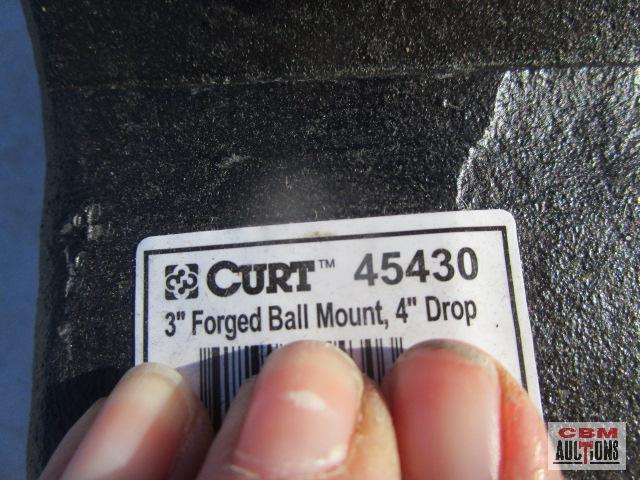 CURT™ 45430
3" Forged Ball Mount, 4" Drop
CBM
AUCTIONS